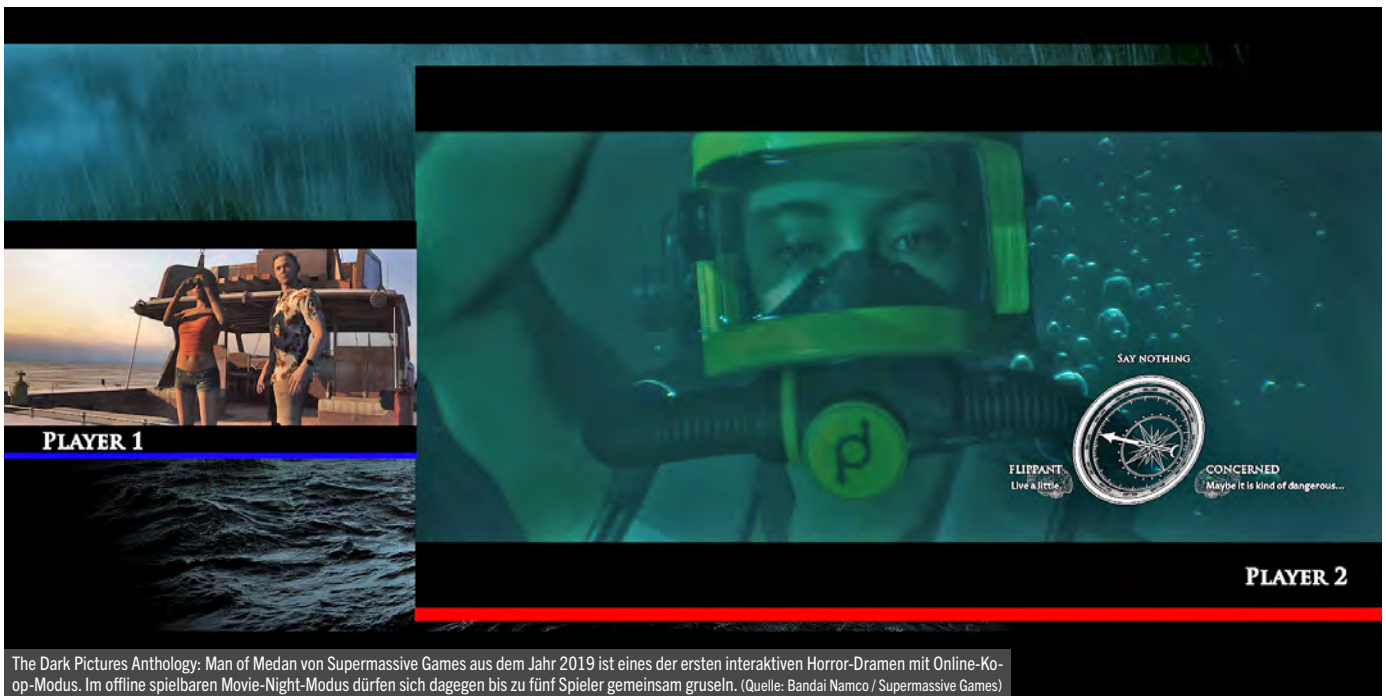 SAY NOTHING
FLIPPANT
Live a little.
CONCERNED
Maybe it is kind of dangerous...
PLAYER 1
PLAYER 2
The Dark Pictures Anthology: Man of Medan von Supermassive Games aus dem Jahr 2019 ist eines der ersten interaktiven Horror-Dramen mit Online-Ko-
op-Modus. Im offline spielbaren Movie-Night-Modus dürfen sich dagegen bis zu fünf Spieler gemeinsam gruseln. (Quelle: Bandai Namco / Supermassive Games)